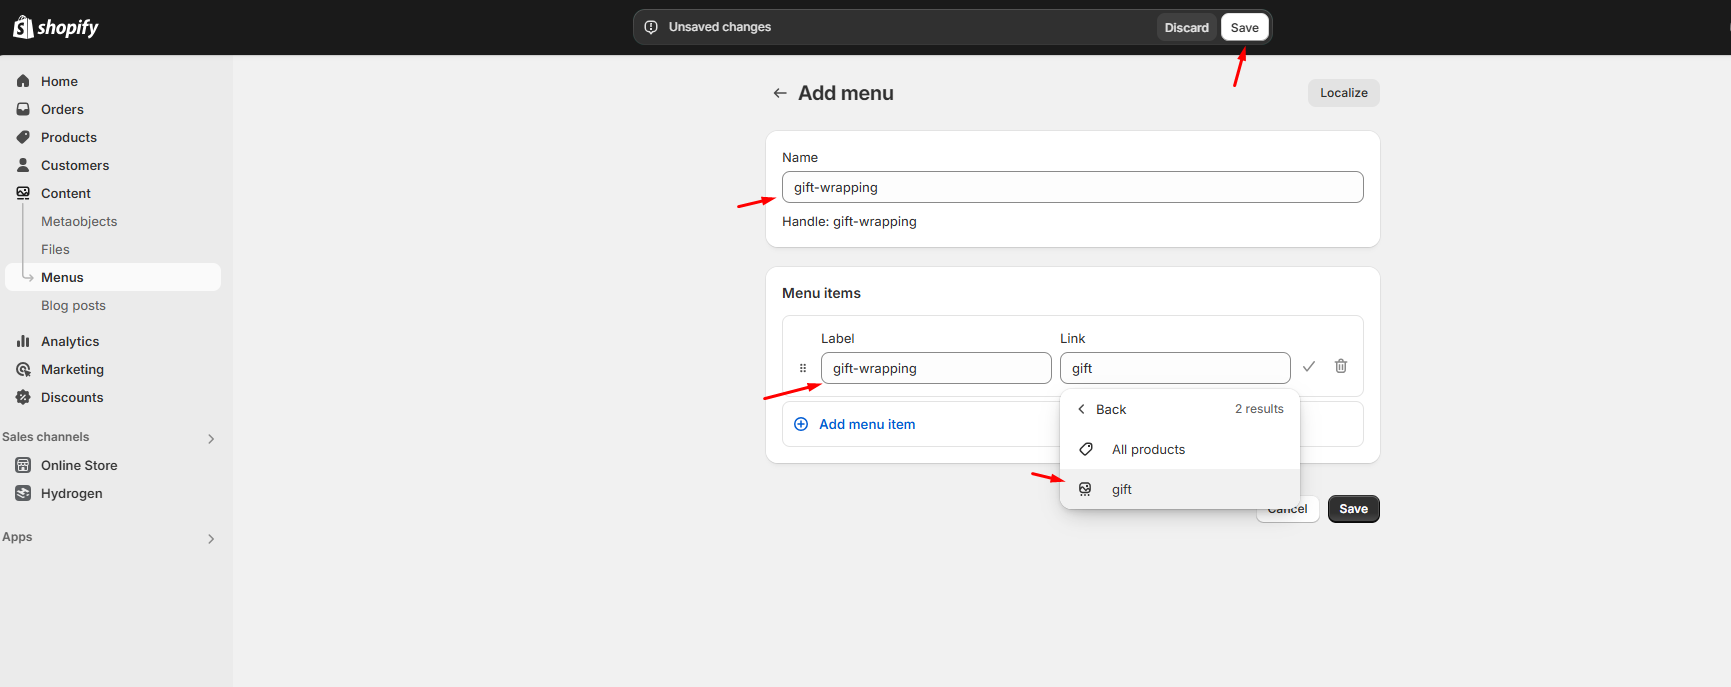 shopify
Unsaved changes
Discard
Save
Home
Orders
Products
Customers
Content
Metaobjects
Files
Menus
Blog posts
Analytics
Marketing
Discounts
Sales channels
Online Store
Hydrogen
Apps
Add menu
Localize
Name
gift-wrapping
Handle: gift-wrapping
Menu items
Label
Link
gift-wrapping
gift
Add menu item
Back
2 results
All products
gift
Cancel
Save